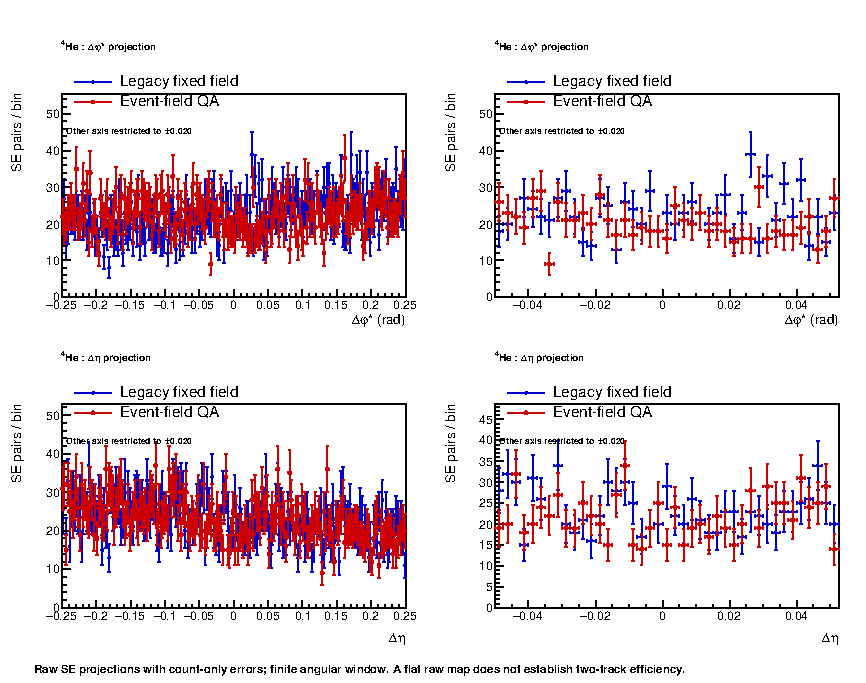 ⁴He : Δφ* projection
Legacy fixed field
Event-field QA
Other axis restricted to ±0.020
SE pairs / bin
50
40
30
20
10
0
−0.25 −0.2 −0.15 −0.1 −0.05 0 0.05 0.1 0.15 0.2 0.25
Δφ* (rad)
⁴He : Δφ* projection
Legacy fixed field
Event-field QA
Other axis restricted to ±0.020
SE pairs / bin
50
40
30
20
10
0
−0.04 −0.02 0 0.02 0.04
Δφ* (rad)
⁴He : Δη projection
Legacy fixed field
Event-field QA
Other axis restricted to ±0.020
SE pairs / bin
50
40
30
20
10
0
−0.25 −0.2 −0.15 −0.1 −0.05 0 0.05 0.1 0.15 0.2 0.25
Δη
⁴He : Δη projection
Legacy fixed field
Event-field QA
Other axis restricted to ±0.020
SE pairs / bin
45
40
35
30
25
20
15
10
5
0
−0.04 −0.02 0 0.02 0.04
Δη
Raw SE projections with count-only errors; finite angular window. A flat raw map does not establish two-track efficiency.